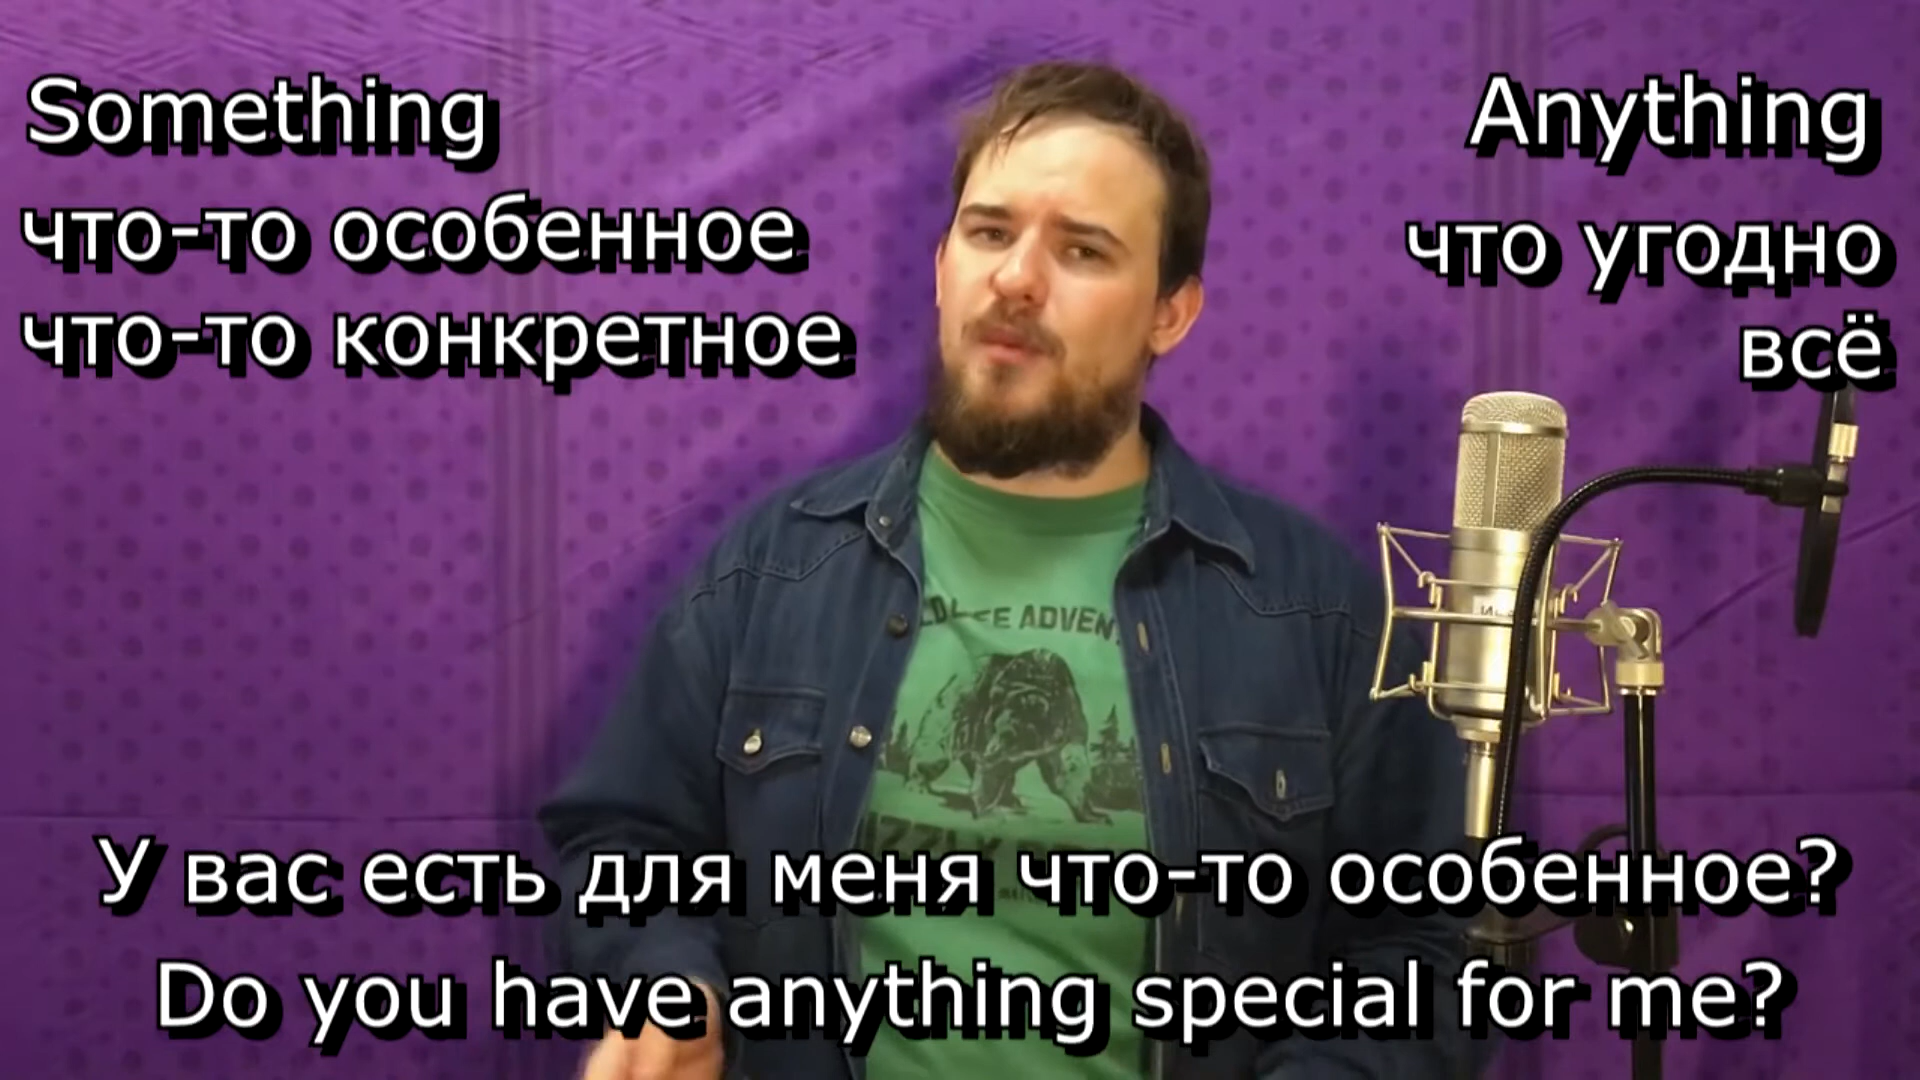 Something
что-то особенное
что-то конкретное
Anything
что угодно
всё
ADVEN
У вас есть для меня что-то особенное?
Do you have anything special for me?